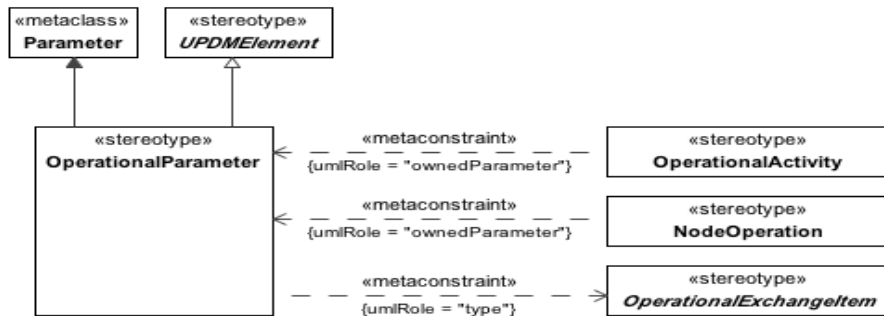 «metaclass»
Parameter
«stereotype»
UPDMElement
«stereotype»
OperationalParameter
«metaconstraint»
{umlRole = "ownedParameter"}
«stereotype»
OperationalActivity
«metaconstraint»
{umlRole = "ownedParameter"}
«stereotype»
NodeOperation
«metaconstraint»
{umlRole = "type"}
«stereotype»
OperationalExchangeItem